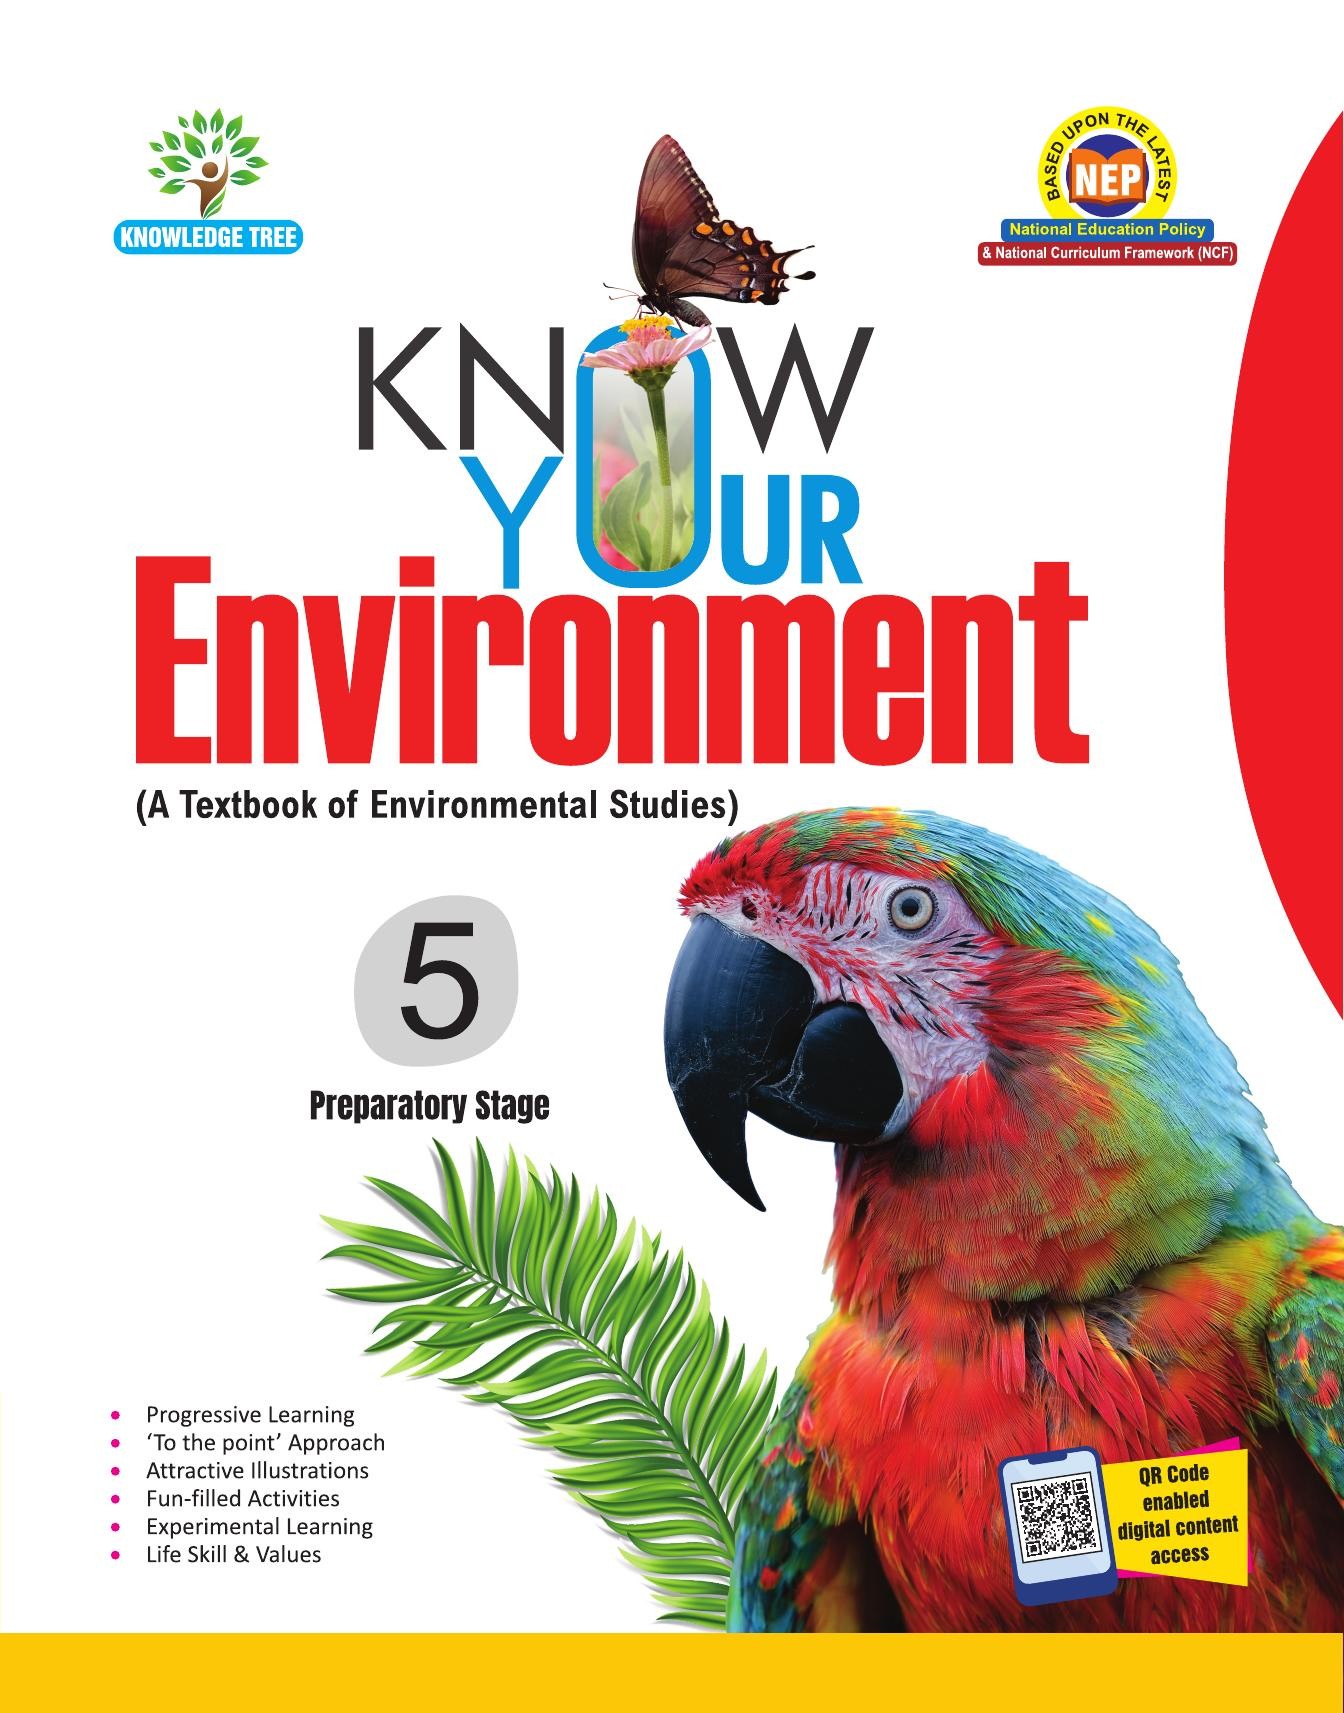 KNOWLEDGE TREE
BASED UPON THE LATEST
NEP
National Education Policy
& National Curriculum Framework (NCF)
KNOW
YOUR
Environment
(A Textbook of Environmental Studies)
5
Preparatory Stage
• Progressive Learning
• ‘To the point’ Approach
• Attractive Illustrations
• Fun-filled Activities
• Experimental Learning
• Life Skill & Values
QR Code
enabled
digital content
access